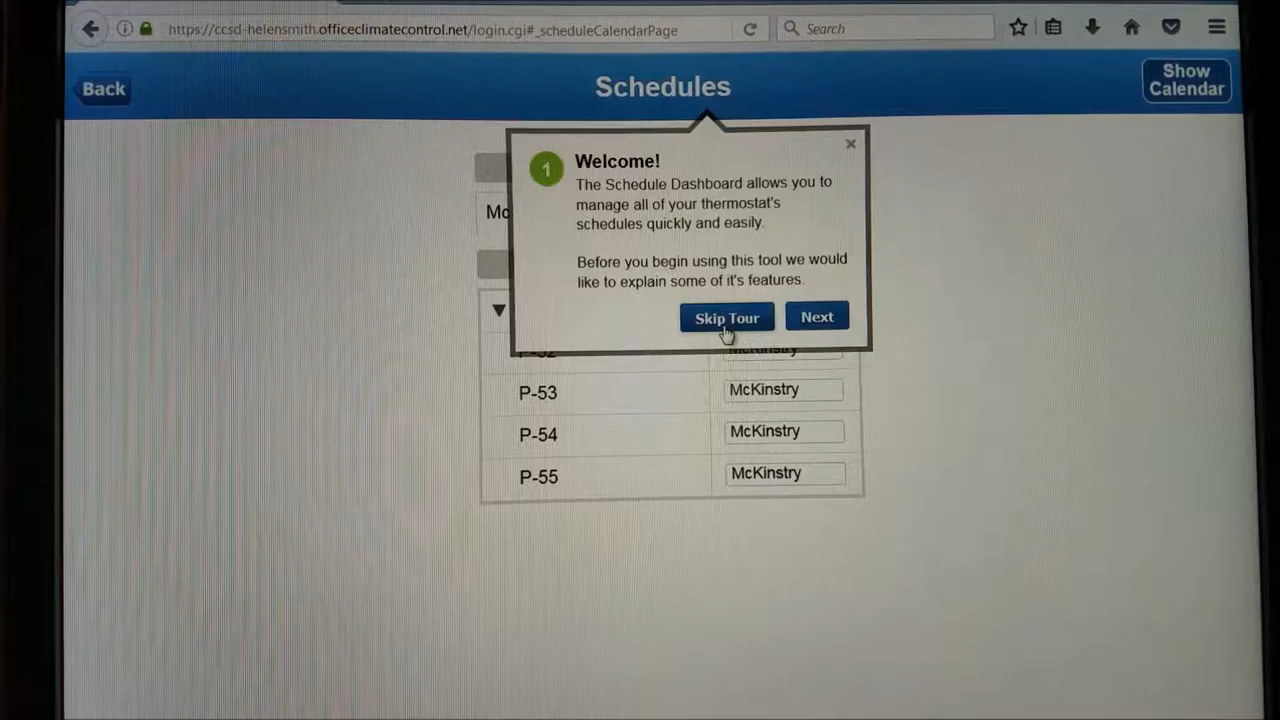 https://ccsd-helensmith.officeclimatecontrol.net/login.cgi#_scheduleCalendarPage
Search
Back
Schedules
Show
Calendar
1
Welcome!
The Schedule Dashboard allows you to
manage all of your thermostat's
schedules quickly and easily.
Before you begin using this tool we would
like to explain some of it's features.
Skip Tour
Next
Mc
McKinstry
P-53
McKinstry
P-54
McKinstry
P-55
McKinstry